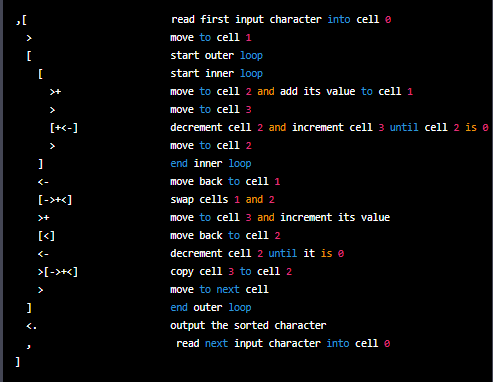 ,[ read first input character into cell 0
> move to cell 1
[ start outer loop
[ start inner loop
>+ move to cell 2 and add its value to cell 1
> move to cell 3
[+<-] decrement cell 2 and increment cell 3 until cell 2 is 0
> move to cell 2
] end inner loop
<- move back to cell 1
[->+<] swap cells 1 and 2
>+ move to cell 3 and increment its value
[<] move back to cell 2
<- decrement cell 2 until it is 0
>[->+<] copy cell 3 to cell 2
> move to next cell
] end outer loop
<. output the sorted character
, read next input character into cell 0
]